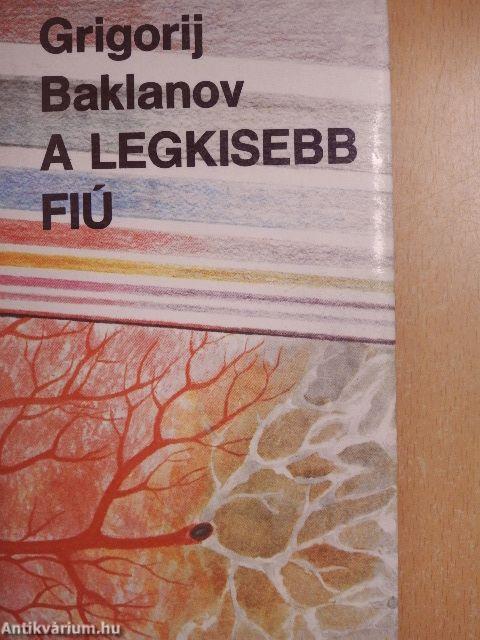 Grigorij
Baklanov
A LEGKISEBB
FIÚ
Antikvárium.hu